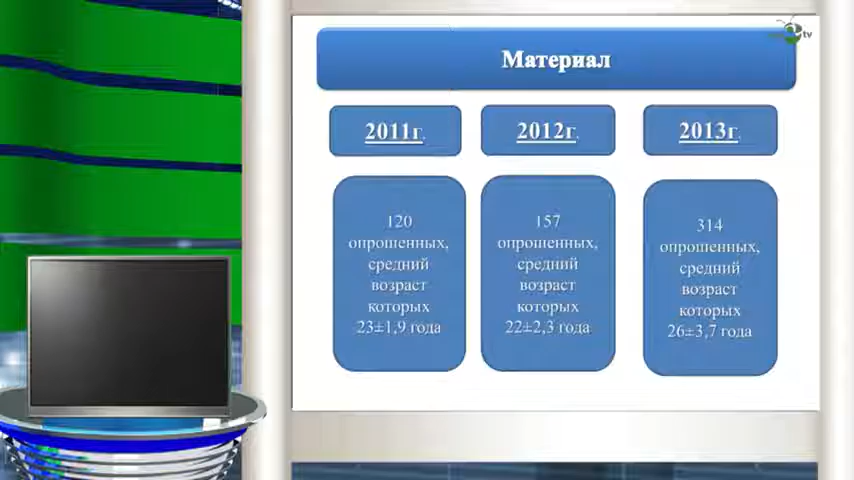 Материал
2011г.
2012г.
2013г.
120
опрошенных,
средний
возраст
которых
23±1,9 года
157
опрошенных,
средний
возраст
которых
22±2,3 года
314
опрошенных,
средний
возраст
которых
26±3,7 года
tv